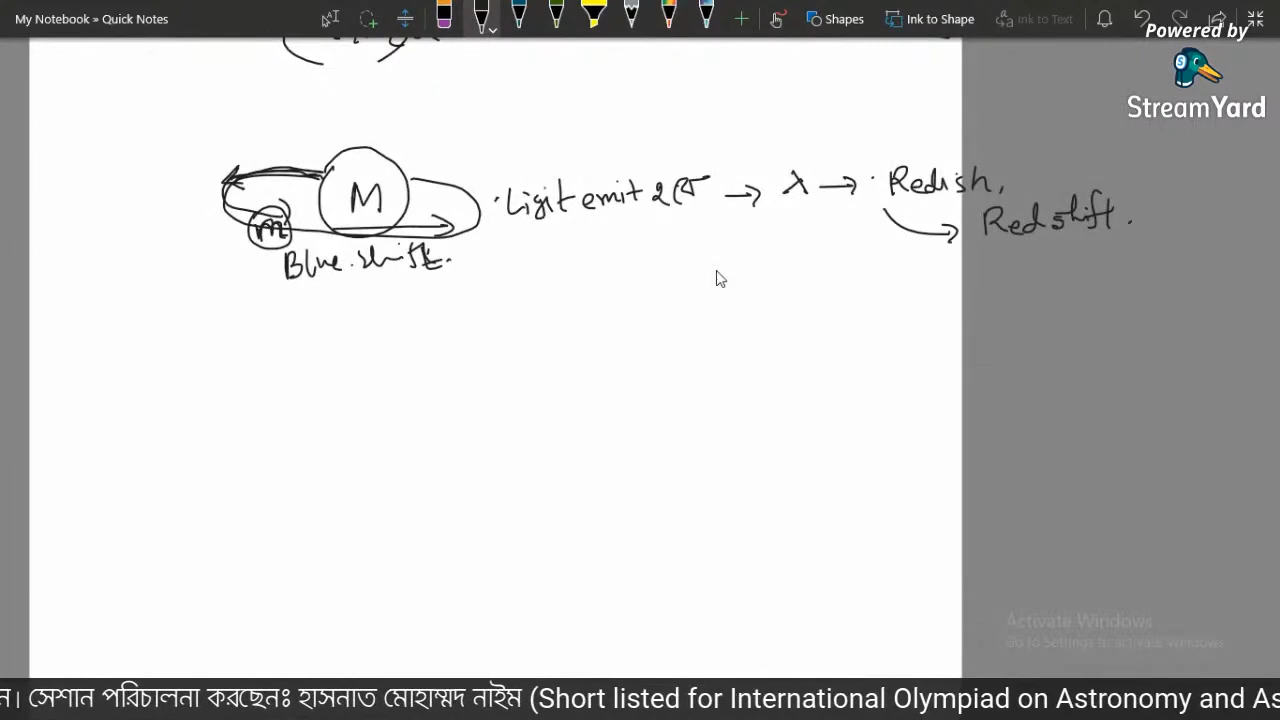 My Notebook » Quick Notes
Shapes
Ink to Shape
Ink to Text
Powered by
StreamYard
M
m
Ligit emit
→ λ → Redish,
Redshift.
Blue shift.
Activate Windows
Go to Settings to activate Windows
ন। সেশান পরিচালনা করছেনঃ হাসনাত মোহাম্মদ নাইম (Short listed for International Olympiad on Astronomy and As